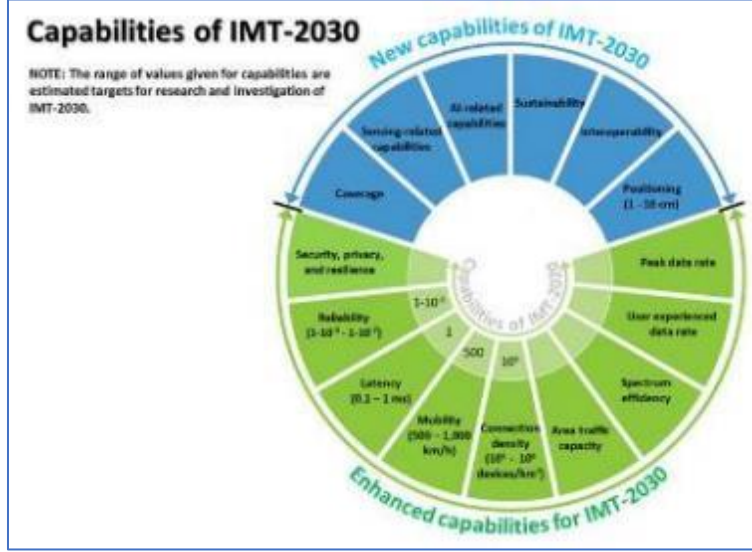 Capabilities of IMT-2030
NOTE: The range of values given for capabilities are
estimated targets for research and investigation of
IMT-2030.
New capabilities of IMT-2030
Coverage
Sensing-related
capabilities
AI-related
capabilities
Sustainability
Interoperability
Positioning
(1 - 10 cm)
Security, privacy,
and resilience
Reliability
Latency
(0.1 – 1 ms)
Mobility
(500 – 1,000
km/h)
Connection
density
devices/km²)
Area traffic
capacity
Spectrum
efficiency
User experienced
data rate
Peak data rate
1
500
Capabilities of IMT-2020
Enhanced capabilities for IMT-2030